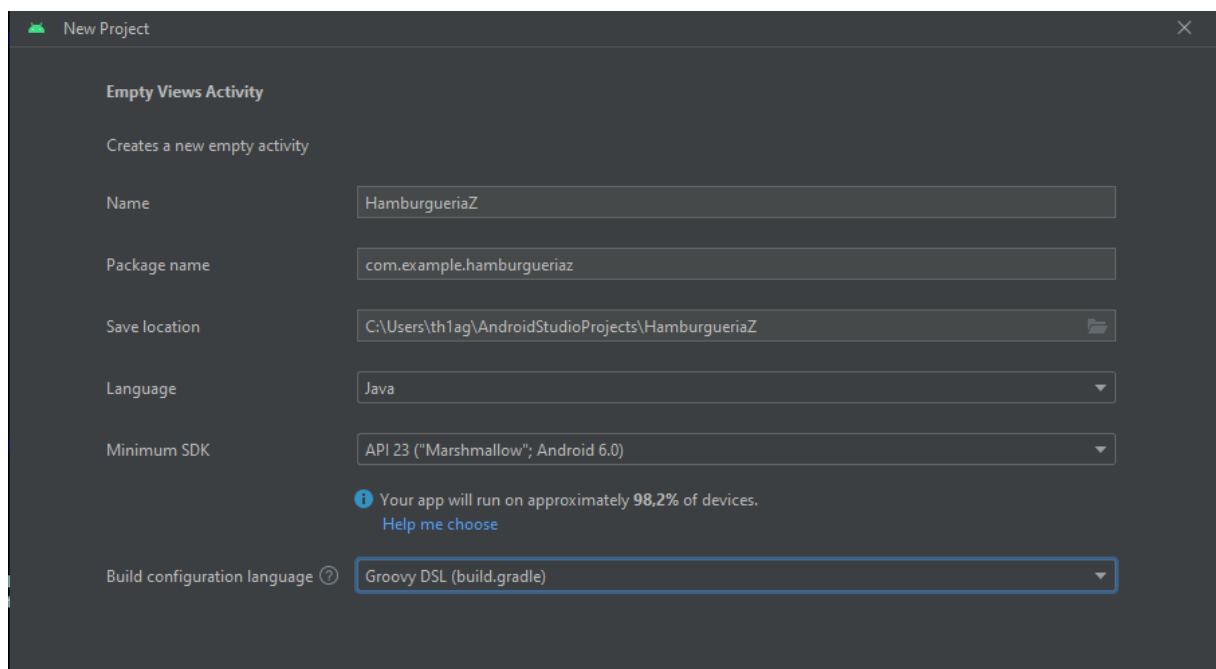 New Project
Empty Views Activity
Creates a new empty activity
Name HamburgueriaZ
Package name com.example.hamburgueriaz
Save location C:\Users\th1ag\AndroidStudioProjects\HamburgueriaZ
Language Java
Minimum SDK API 23 ("Marshmallow"; Android 6.0)
Your app will run on approximately 98,2% of devices.
Help me choose
Build configuration language Groovy DSL (build.gradle)